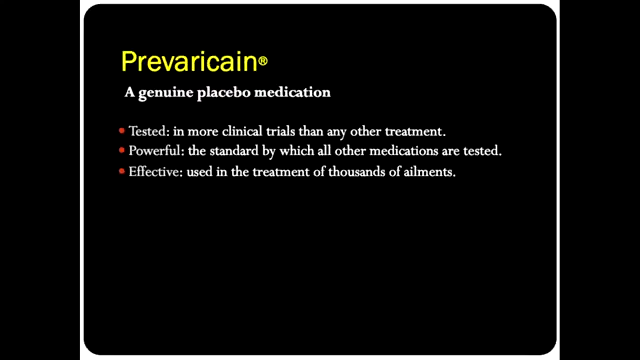 Prevaricain®
A genuine placebo medication
• Tested: in more clinical trials than any other treatment.
• Powerful: the standard by which all other medications are tested.
• Effective: used in the treatment of thousands of ailments.